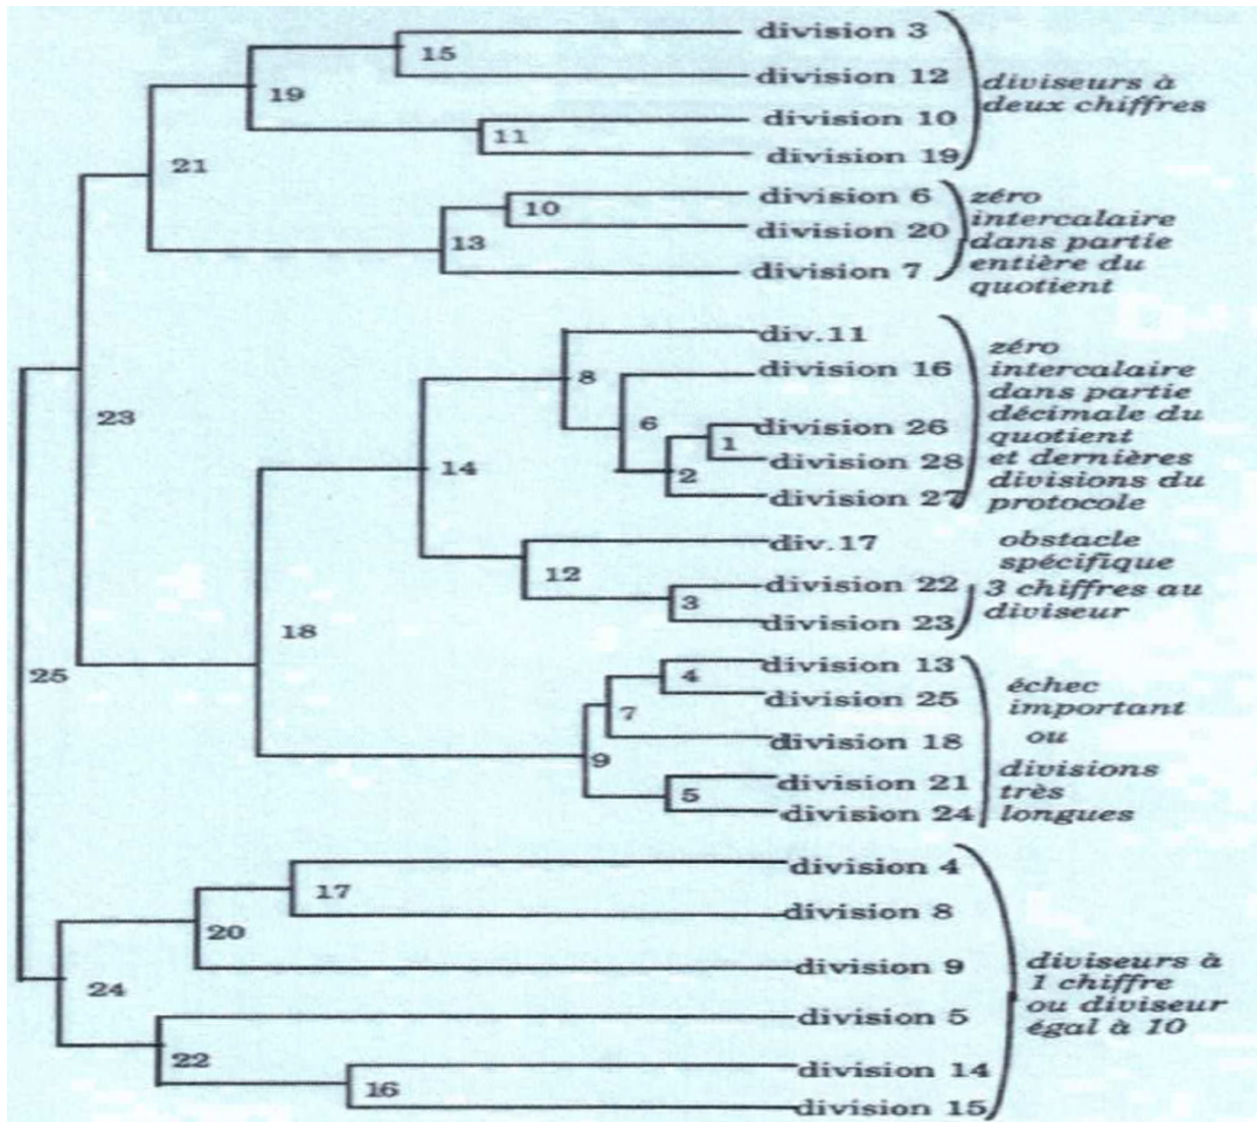 division 3
15
division 12
19
diviseurs à
deux chiffres
division 10
11
division 19
21
division 6
10
division 20
13
division 7
zéro
intercalaire
dans partie
entière du
quotient
div.11
8
division 16
6
division 26
1
division 28
2
division 27
zéro
intercalaire
dans partie
décimale du
quotient
et dernières
divisions du
protocole
23
14
div.17
obstacle
spécifique
12
division 22
3
division 23
3 chiffres au
diviseur
18
25
division 13
4
division 25
7
division 18
9
division 21
5
division 24
échec
important
ou
divisions
très
longues
division 4
17
division 8
20
division 9
24
division 5
22
division 14
16
division 15
diviseurs à
1 chiffre
ou diviseur
égal à 10